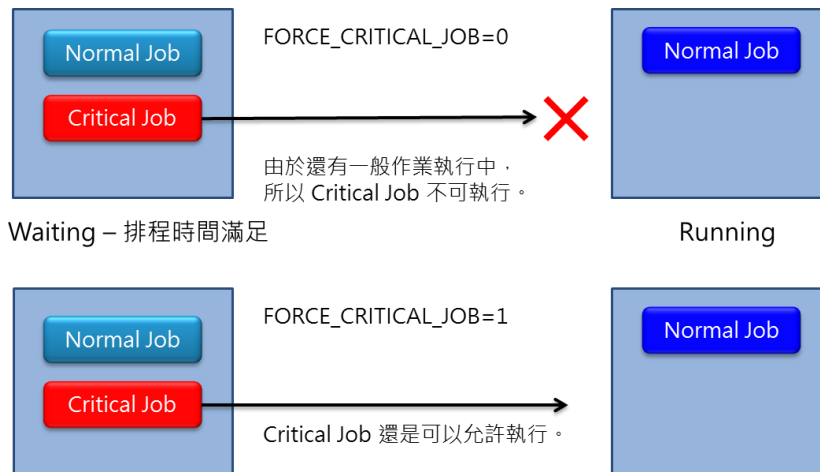 Normal Job
FORCE_CRITICAL_JOB=0
Normal Job
Critical Job
由於還有一般作業執行中，
所以 Critical Job 不可執行。
Waiting – 排程時間滿足
Running
Normal Job
FORCE_CRITICAL_JOB=1
Normal Job
Critical Job
Critical Job 還是可以允許執行。